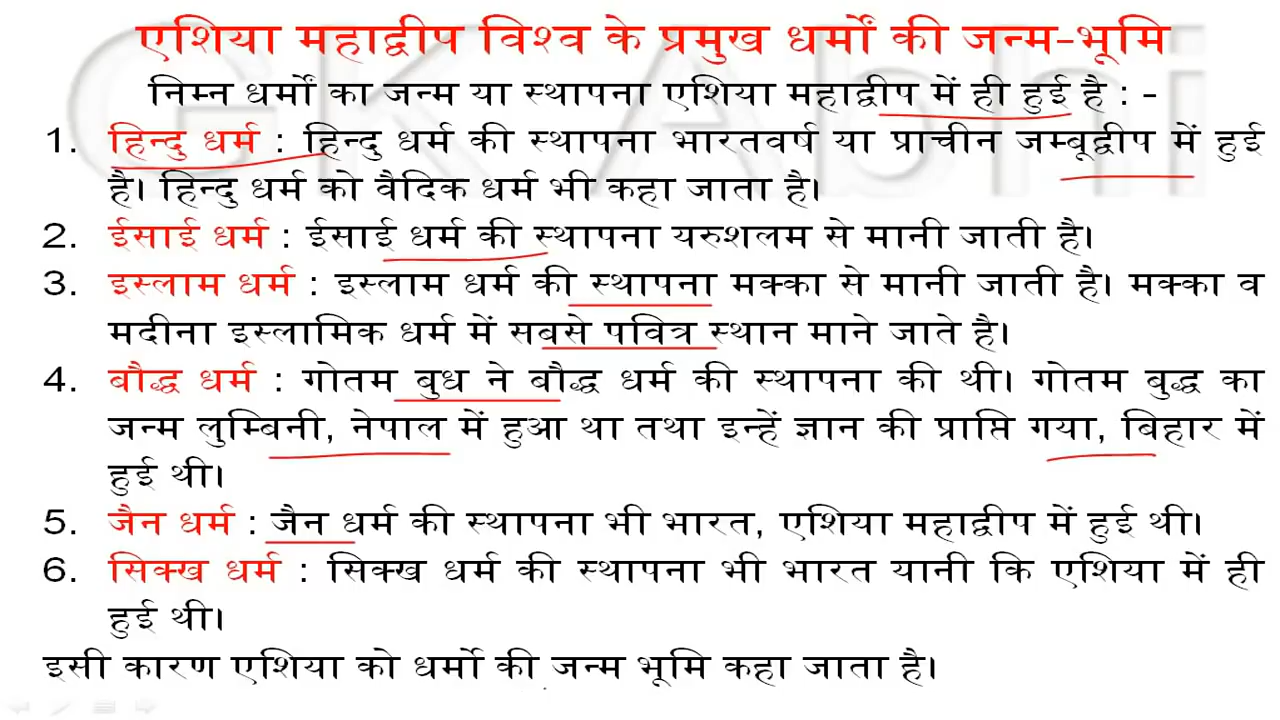 एशिया महाद्वीप विश्व के प्रमुख धर्मों की जन्म-भूमि
निम्न धर्मों का जन्म या स्थापना एशिया महाद्वीप में ही हुई है : -
1. हिन्दु धर्म : हिन्दु धर्म की स्थापना भारतवर्ष या प्राचीन जम्बूद्वीप में हुई
है। हिन्दु धर्म को वैदिक धर्म भी कहा जाता है।
2. ईसाई धर्म : ईसाई धर्म की स्थापना यरुशलम से मानी जाती है।
3. इस्लाम धर्म : इस्लाम धर्म की स्थापना मक्का से मानी जाती है। मक्का व
मदीना इस्लामिक धर्म में सबसे पवित्र स्थान माने जाते है।
4. बौद्ध धर्म : गोतम बुध ने बौद्ध धर्म की स्थापना की थी। गोतम बुद्ध का
जन्म लुम्बिनी, नेपाल में हुआ था तथा इन्हें ज्ञान की प्राप्ति गया, बिहार में
हुई थी।
5. जैन धर्म : जैन धर्म की स्थापना भी भारत, एशिया महाद्वीप में हुई थी।
6. सिक्ख धर्म : सिक्ख धर्म की स्थापना भी भारत यानी कि एशिया में ही
हुई थी।
इसी कारण एशिया को धर्मो की जन्म भूमि कहा जाता है।
GK Abhi